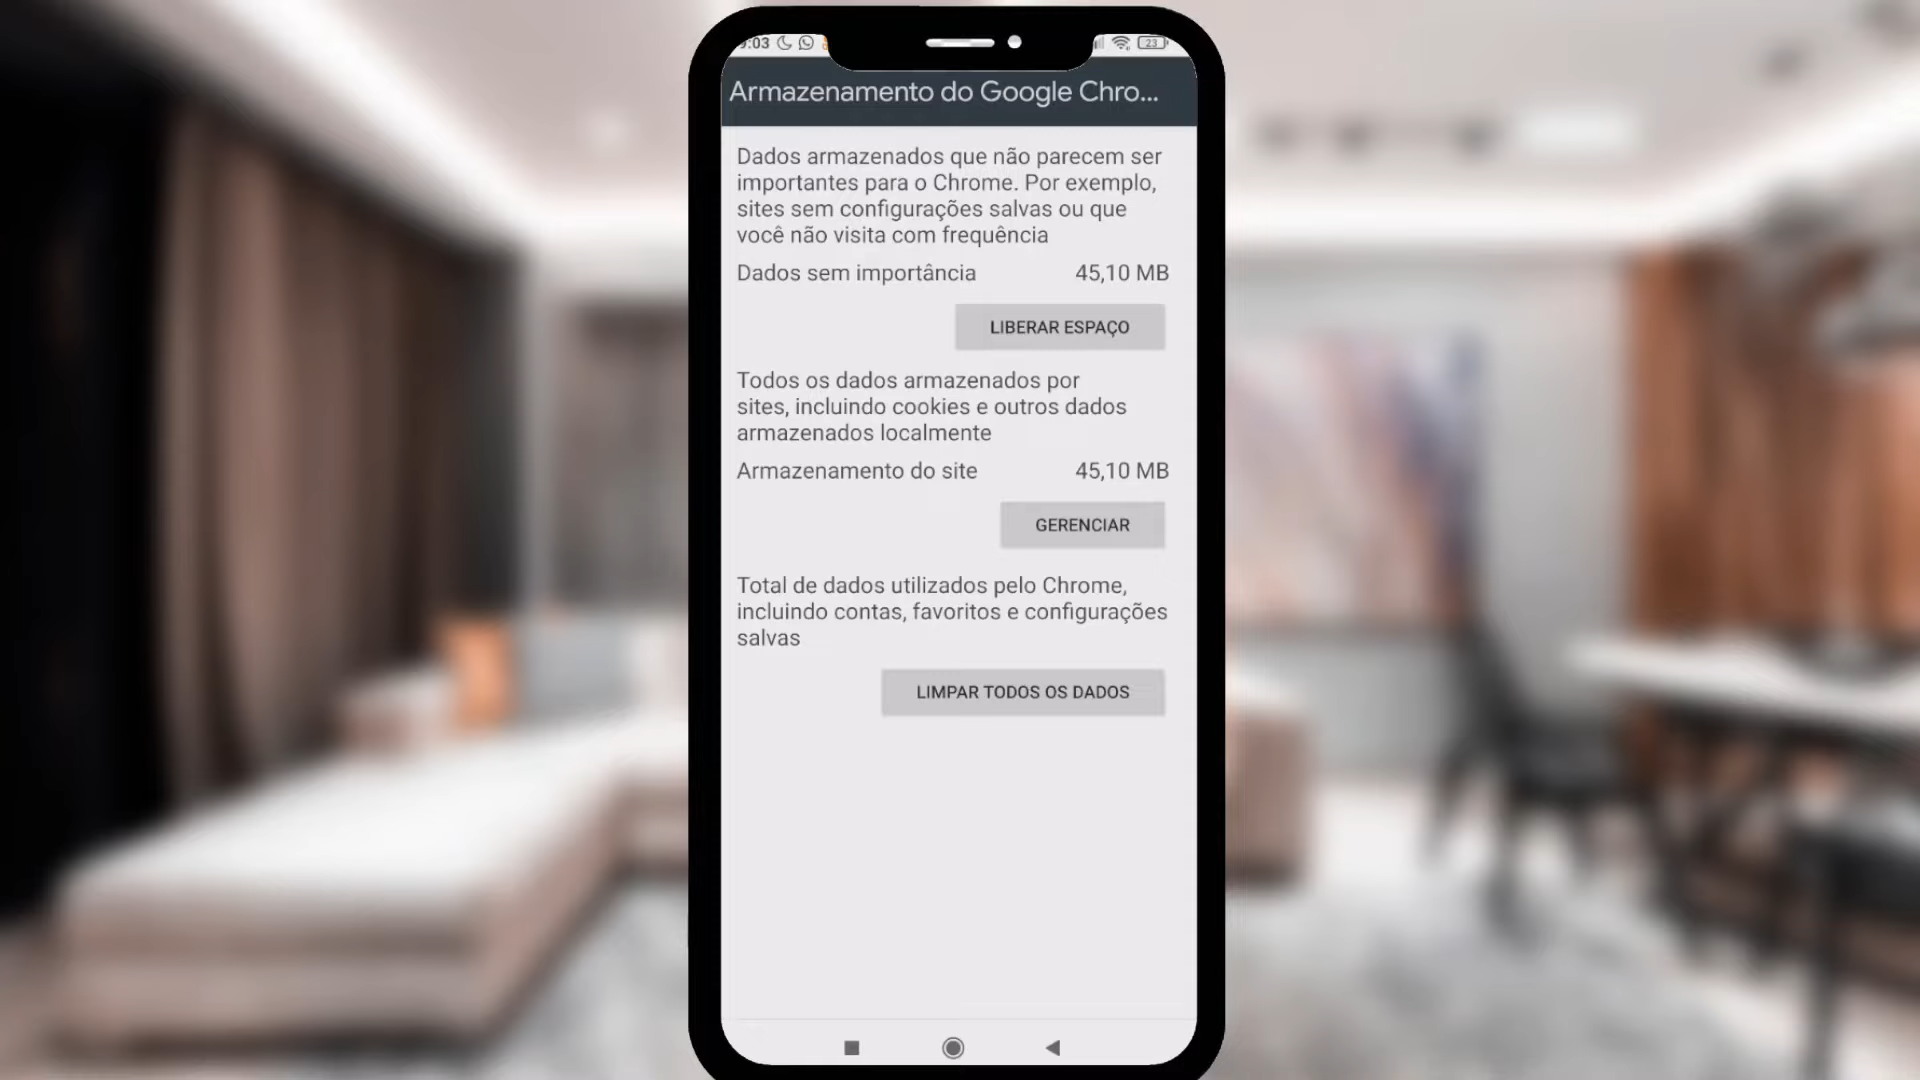 9:03
23
Armazenamento do Google Chro...
Dados armazenados que não parecem ser
importantes para o Chrome. Por exemplo,
sites sem configurações salvas ou que
você não visita com frequência
Dados sem importância 45,10 MB
LIBERAR ESPAÇO
Todos os dados armazenados por
sites, incluindo cookies e outros dados
armazenados localmente
Armazenamento do site 45,10 MB
GERENCIAR
Total de dados utilizados pelo Chrome,
incluindo contas, favoritos e configurações
salvas
LIMPAR TODOS OS DADOS